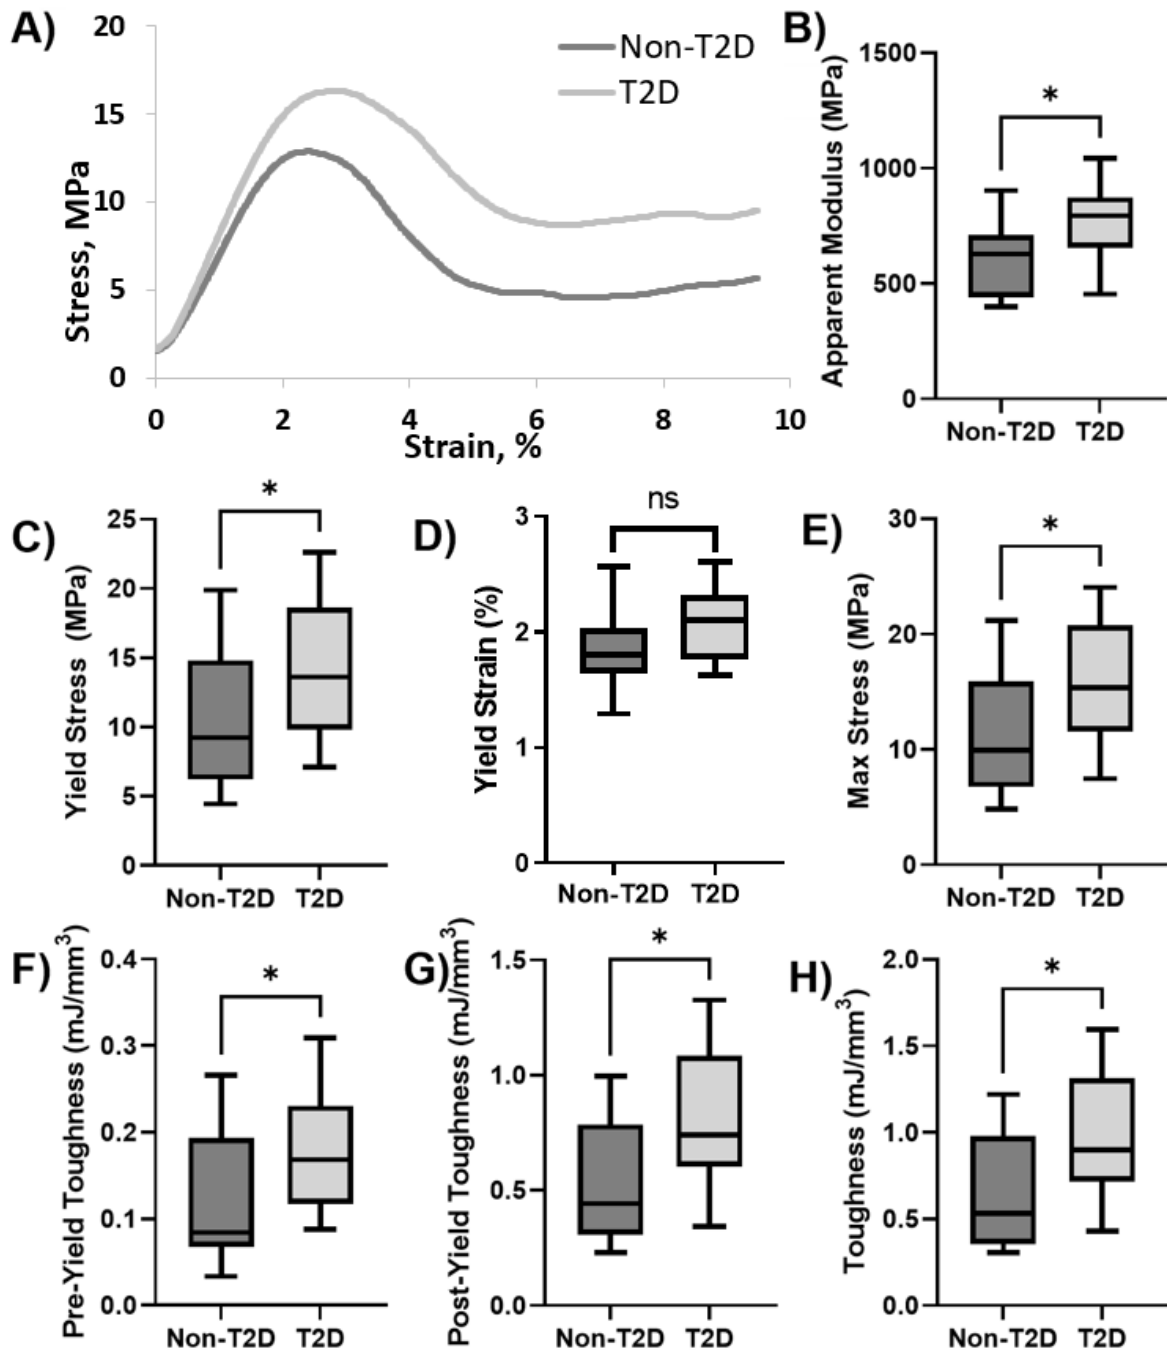 A)
Stress, MPa
20
15
10
5
0
0 2 4 6 8 10
Strain, %
Non-T2D
T2D
B)
Apparent Modulus (MPa)
1500
1000
500
0
*
Non-T2D T2D
C)
Yield Stress (MPa)
25
20
15
10
5
0
*
Non-T2D T2D
D)
Yield Strain (%)
3
2
1
0
ns
Non-T2D T2D
E)
Max Stress (MPa)
30
20
10
0
*
Non-T2D T2D
F)
Pre-Yield Toughness (mJ/mm³)
0.4
0.3
0.2
0.1
0.0
*
Non-T2D T2D
G)
Post-Yield Toughness (mJ/mm³)
1.5
1.0
0.5
0.0
*
Non-T2D T2D
H)
Toughness (mJ/mm³)
2.0
1.5
1.0
0.5
0.0
*
Non-T2D T2D